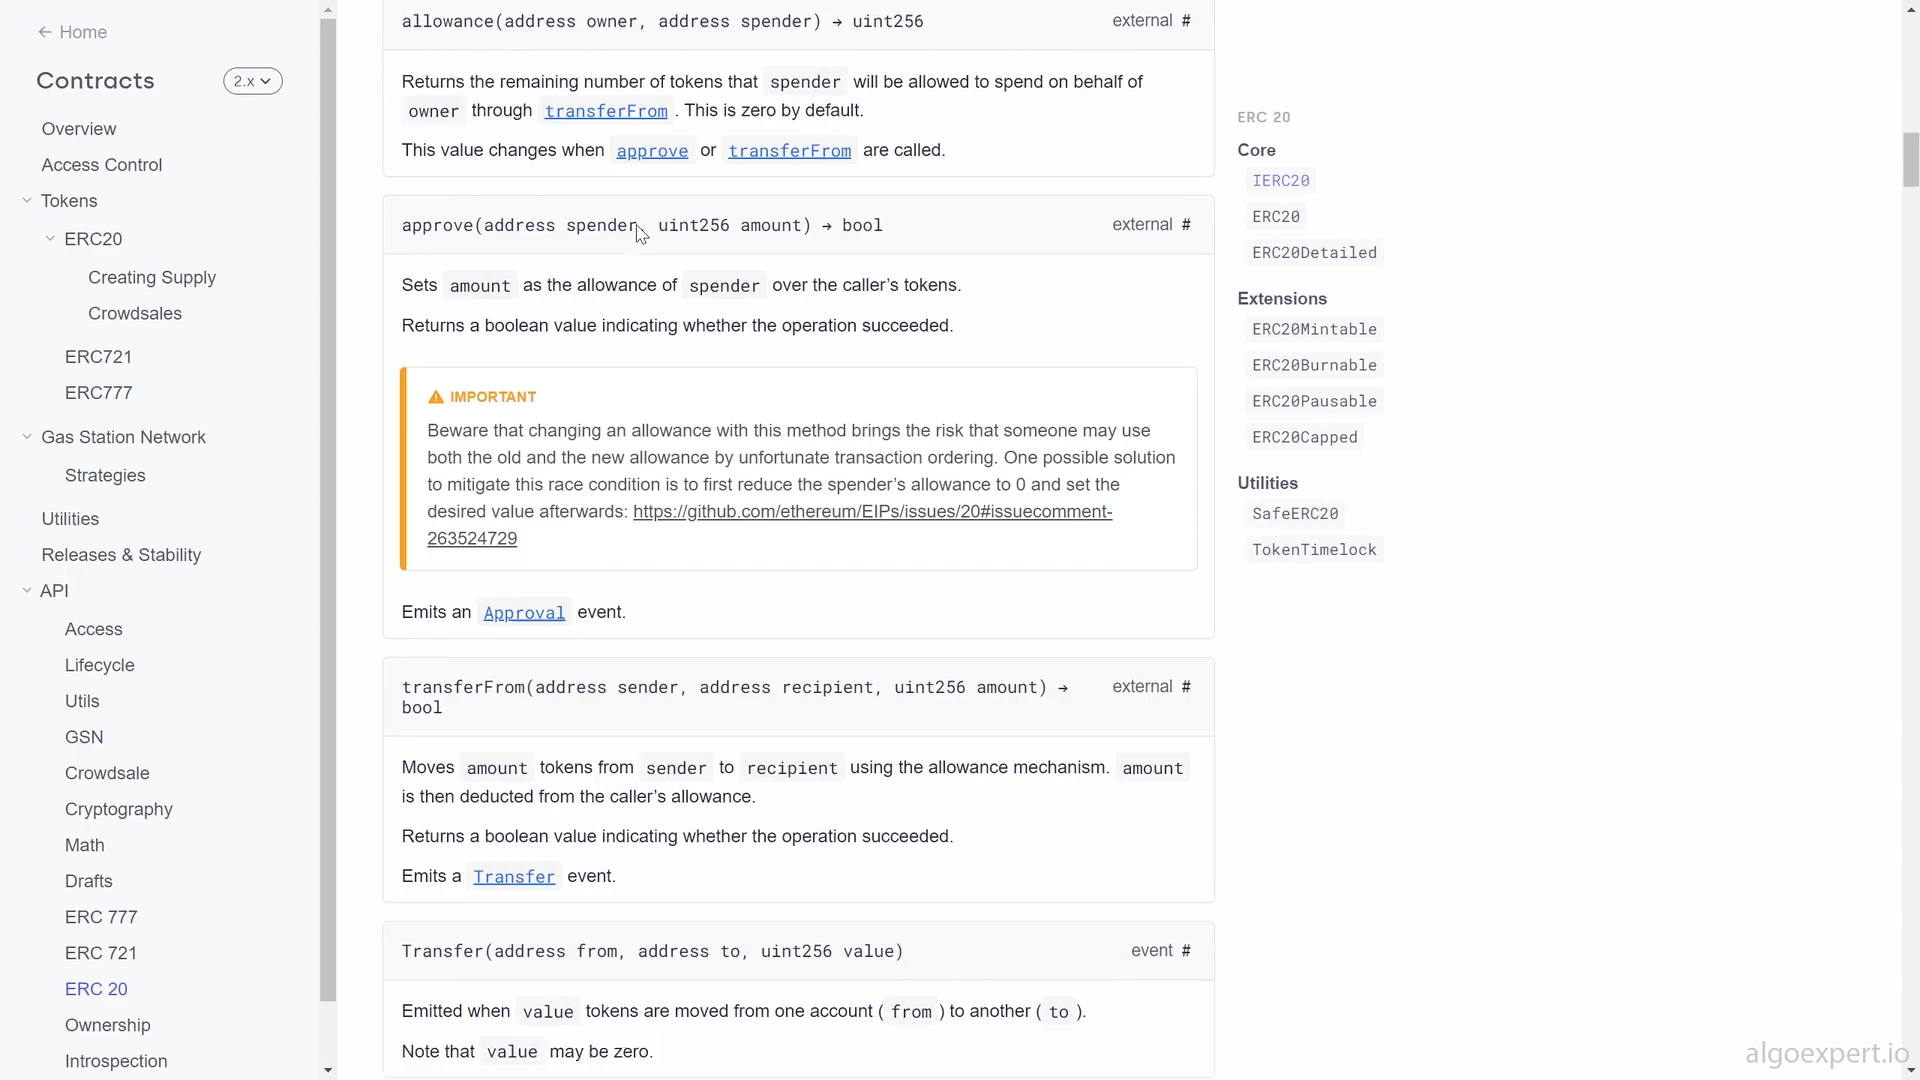 ← Home
Contracts
2.x
Overview
Access Control
Tokens
ERC20
Creating Supply
Crowdsales
ERC721
ERC777
Gas Station Network
Strategies
Utilities
Releases & Stability
API
Access
Lifecycle
Utils
GSN
Crowdsale
Cryptography
Math
Drafts
ERC 777
ERC 721
ERC 20
Ownership
Introspection
allowance(address owner, address spender) → uint256
external #
Returns the remaining number of tokens that spender will be allowed to spend on behalf of
owner through transferFrom . This is zero by default.
This value changes when approve or transferFrom are called.
approve(address spender, uint256 amount) → bool
external #
Sets amount as the allowance of spender over the caller's tokens.
Returns a boolean value indicating whether the operation succeeded.
IMPORTANT
Beware that changing an allowance with this method brings the risk that someone may use
both the old and the new allowance by unfortunate transaction ordering. One possible solution
to mitigate this race condition is to first reduce the spender's allowance to 0 and set the
desired value afterwards: https://github.com/ethereum/EIPs/issues/20#issuecomment-
263524729
Emits an Approval event.
transferFrom(address sender, address recipient, uint256 amount) →
bool
external #
Moves amount tokens from sender to recipient using the allowance mechanism. amount
is then deducted from the caller's allowance.
Returns a boolean value indicating whether the operation succeeded.
Emits a Transfer event.
Transfer(address from, address to, uint256 value)
event #
Emitted when value tokens are moved from one account ( from ) to another ( to ).
Note that value may be zero.
ERC 20
Core
IERC20
ERC20
ERC20Detailed
Extensions
ERC20Mintable
ERC20Burnable
ERC20Pausable
ERC20Capped
Utilities
SafeERC20
TokenTimelock
algoexpert.io